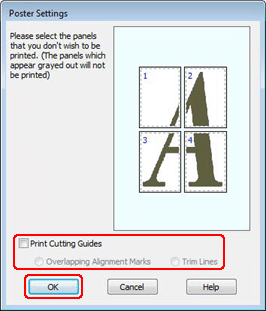 Poster Settings
Please select the panels
that you don't wish to be
printed. (The panels which
appear grayed out will not
be printed)
1
2
3
4
A
Print Cutting Guides
Overlapping Alignment Marks
Trim Lines
OK
Cancel
Help